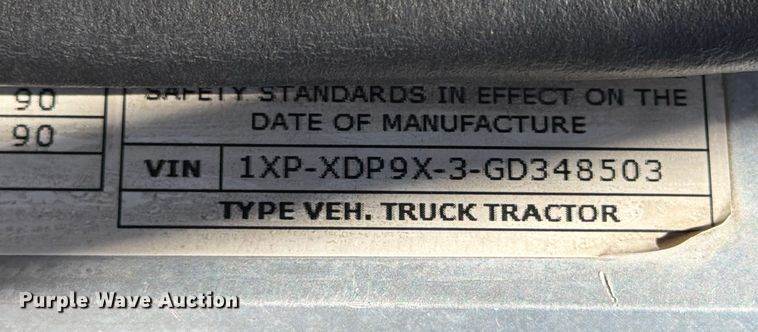 90
90
SAFETY STANDARDS IN EFFECT ON THE
DATE OF MANUFACTURE
VIN 1XP-XDP9X-3-GD348503
TYPE VEH. TRUCK TRACTOR
Purple Wave Auction